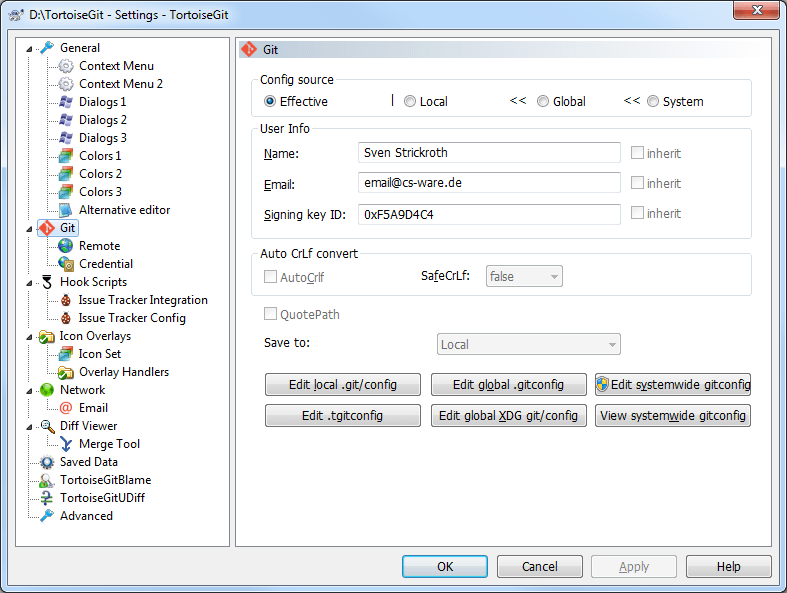 D:\TortoiseGit - Settings - TortoiseGit
General
Context Menu
Context Menu 2
Dialogs 1
Dialogs 2
Dialogs 3
Colors 1
Colors 2
Colors 3
Alternative editor
Git
Remote
Credential
Hook Scripts
Issue Tracker Integration
Issue Tracker Config
Icon Overlays
Icon Set
Overlay Handlers
Network
Email
Diff Viewer
Merge Tool
Saved Data
TortoiseGitBlame
TortoiseGitUDiff
Advanced
Git
Config source
Effective | Local << Global << System
User Info
Name: Sven Strickroth inherit
Email: email@cs-ware.de inherit
Signing key ID: 0xF5A9D4C4 inherit
Auto CrLf convert
AutoCrlf SafeCrLf: false
QuotePath
Save to: Local
Edit local .git/config Edit global .gitconfig Edit systemwide gitconfig
Edit .tgitconfig Edit global XDG git/config View systemwide gitconfig
OK Cancel Apply Help